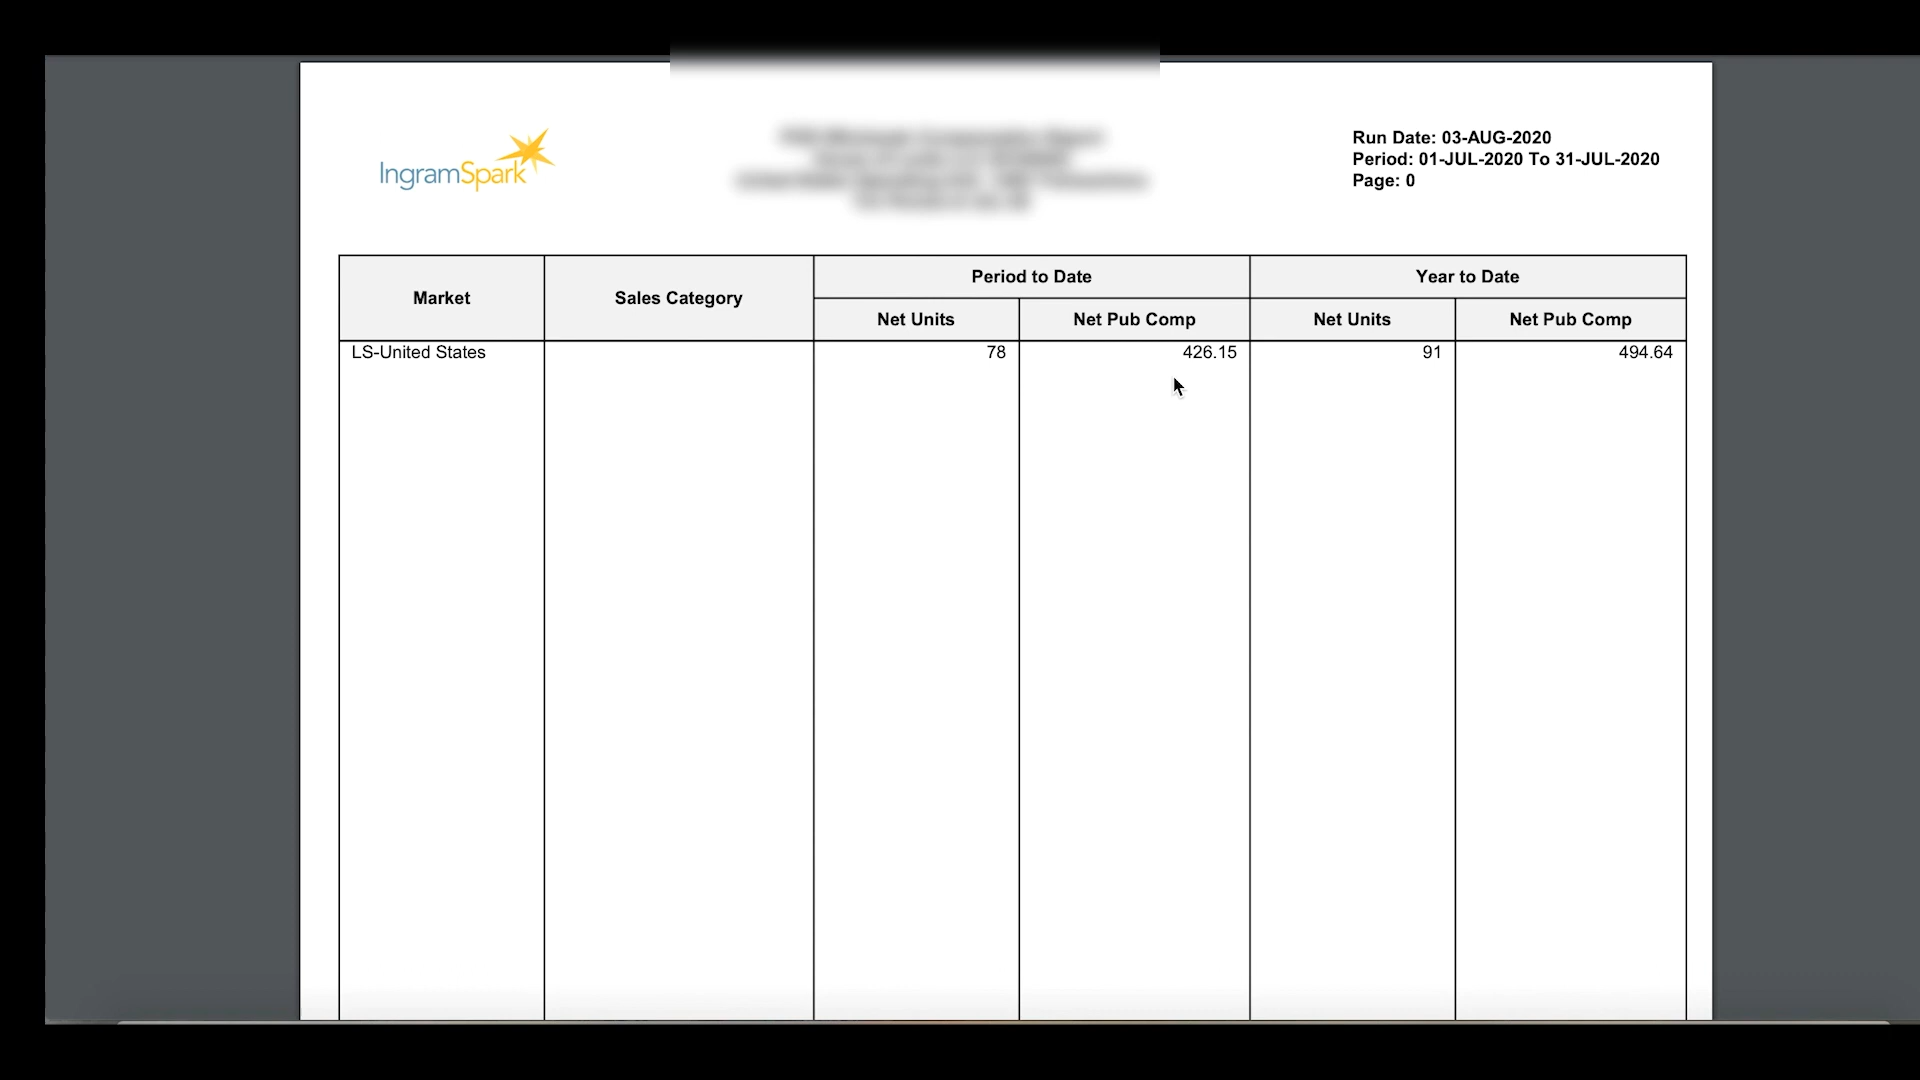 IngramSpark
Run Date: 03-AUG-2020
Period: 01-JUL-2020 To 31-JUL-2020
Page: 0
Market Sales Category Period to Date Year to Date
Net Units Net Pub Comp Net Units Net Pub Comp
LS-United States 78 426.15 91 494.64